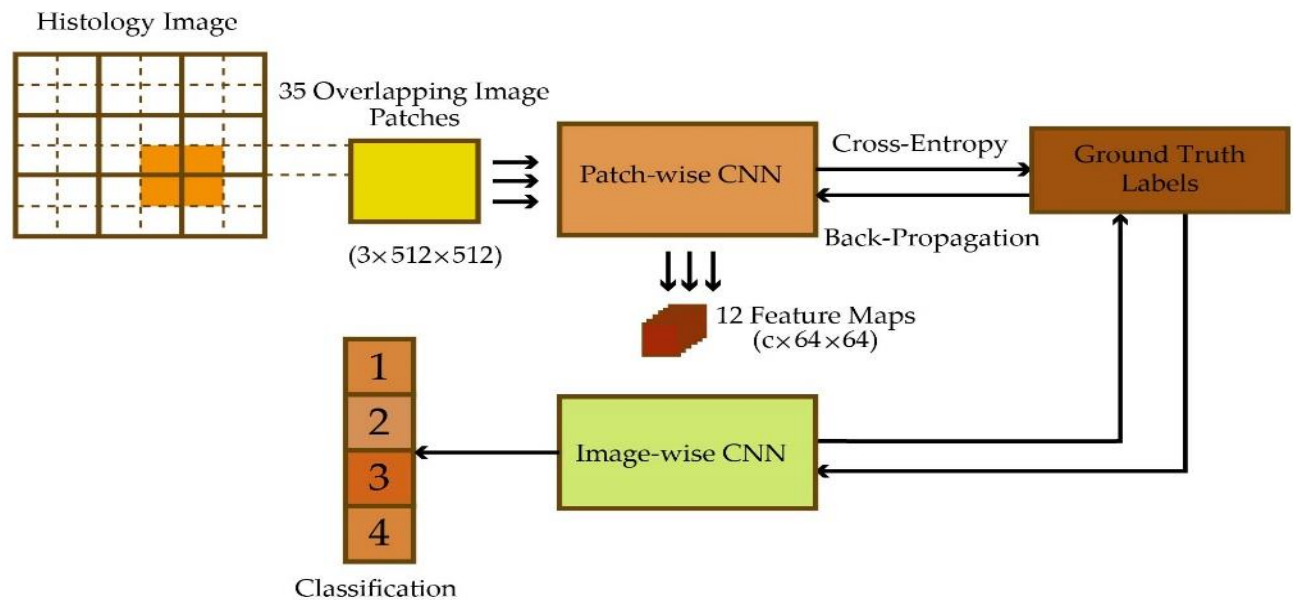 Histology Image
35 Overlapping Image
Patches
(3×512×512)
Patch-wise CNN
Cross-Entropy
Back-Propagation
Ground Truth
Labels
12 Feature Maps
(c×64×64)
Image-wise CNN
1
2
3
4
Classification